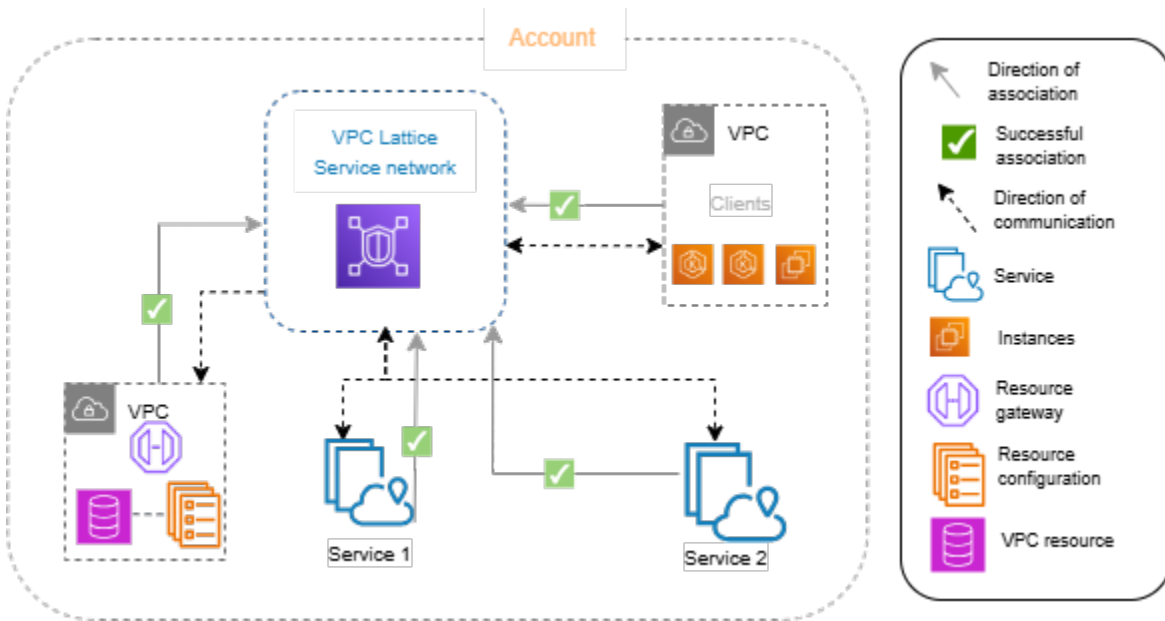 Account
VPC Lattice
Service network
VPC
Clients
VPC
Service 1
Service 2
Direction of
association
Successful
association
Direction of
communication
Service
Instances
Resource
gateway
Resource
configuration
VPC resource